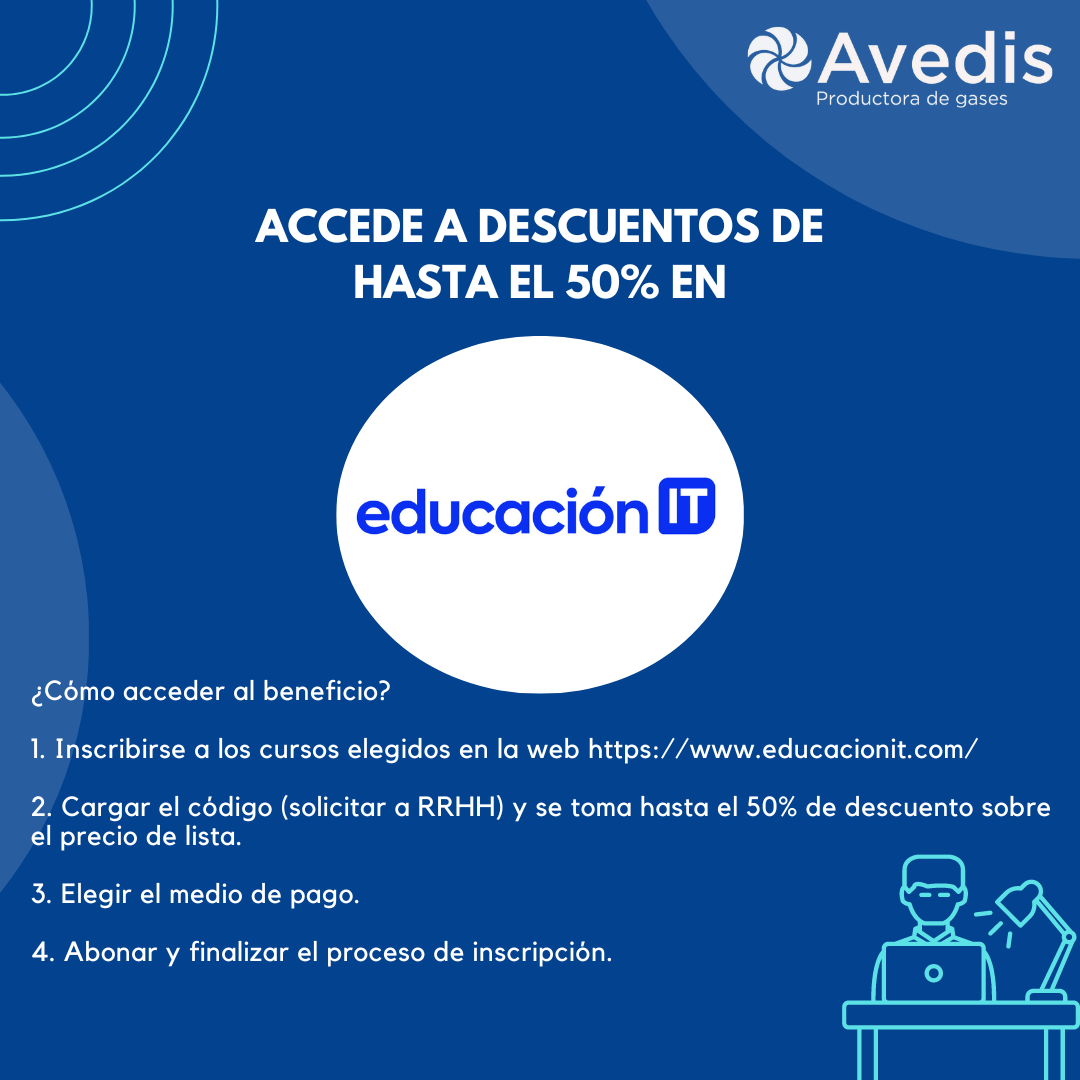 Avedis
Productora de gases
ACCEDE A DESCUENTOS DE
HASTA EL 50% EN
educación IT
¿Cómo acceder al beneficio?
1. Inscribirse a los cursos elegidos en la web https://www.educacionit.com/
2. Cargar el código (solicitar a RRHH) y se toma hasta el 50% de descuento sobre
el precio de lista.
3. Elegir el medio de pago.
4. Abonar y finalizar el proceso de inscripción.